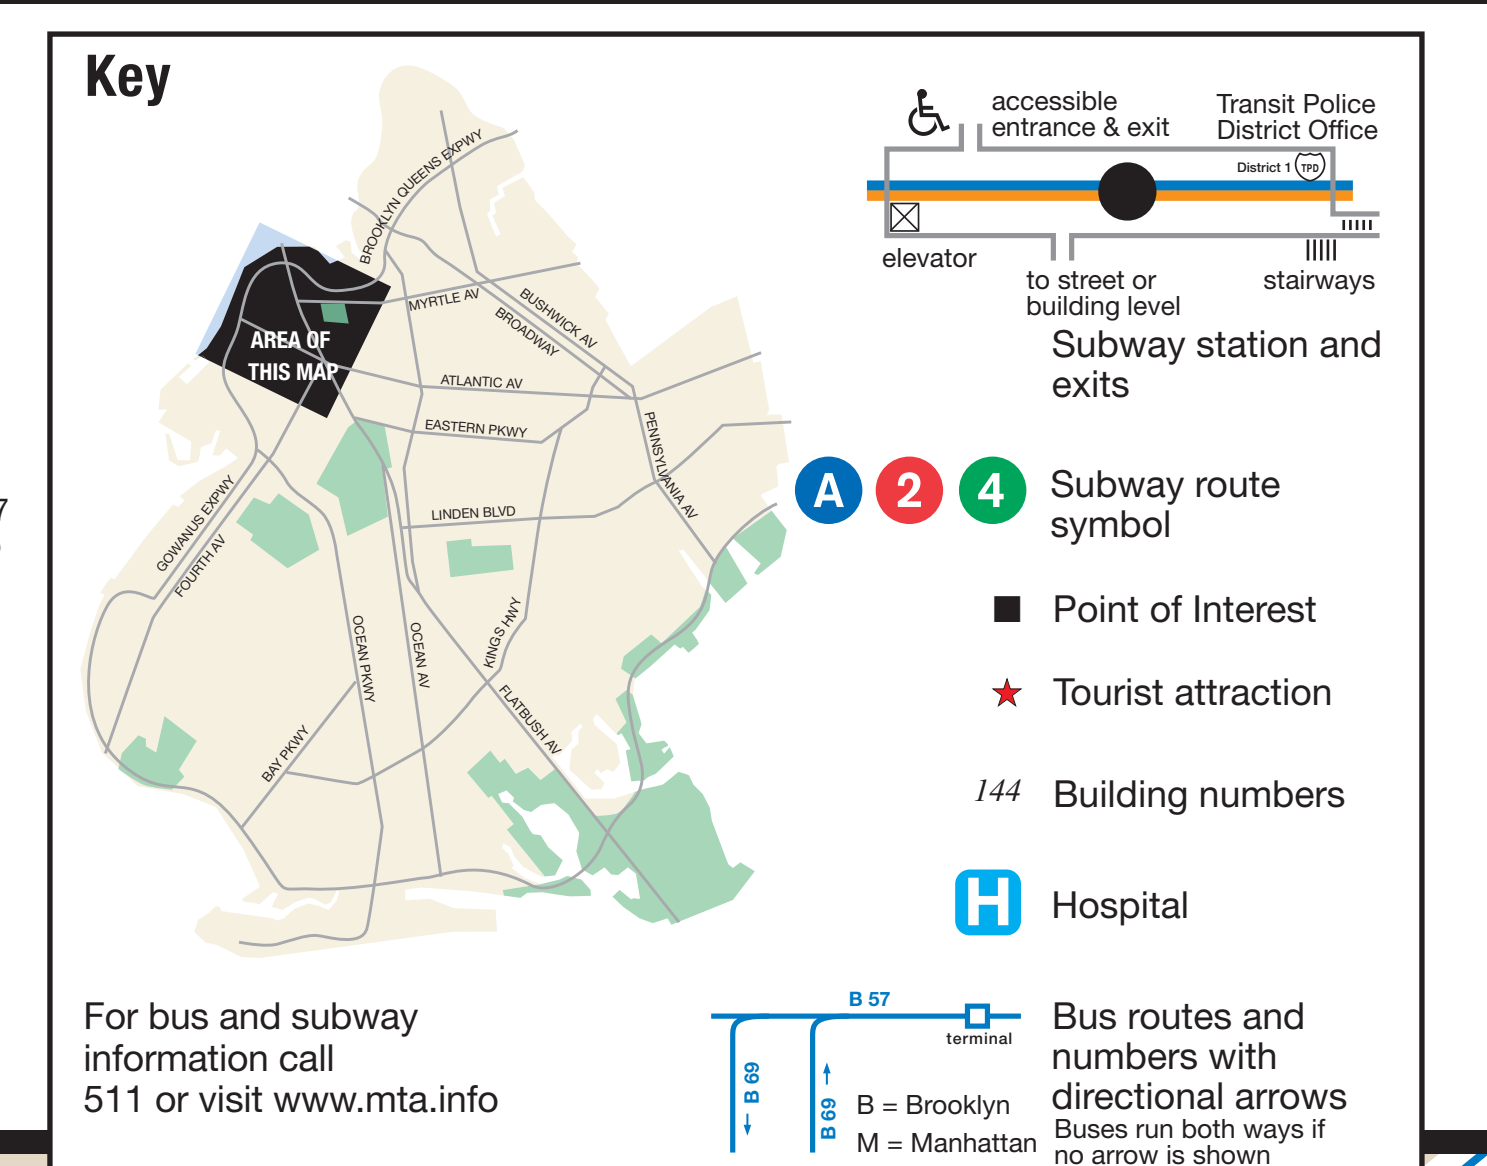 Key
BROOKLYN QUEENS EXPWY
MYRTLE AV
BUSHWICK AV
BROADWAY
AREA OF
THIS MAP
ATLANTIC AV
EASTERN PKWY
PENNSYLVANIA AV
LINDEN BLVD
GOWANUS EXPWY
FOURTH AV
OCEAN PKWY
OCEAN AV
KINGS HWY
FLATBUSH AV
BAY PKWY
accessible
entrance & exit
Transit Police
District Office
District 1 TPD
elevator
to street or
building level
stairways
Subway station and
exits
A 2 4
Subway route
symbol
Point of Interest
Tourist attraction
144
Building numbers
H
Hospital
For bus and subway
information call
511 or visit www.mta.info
B 57
terminal
B 69
B 69
B = Brooklyn
M = Manhattan
Bus routes and
numbers with
directional arrows
Buses run both ways if
no arrow is shown
7